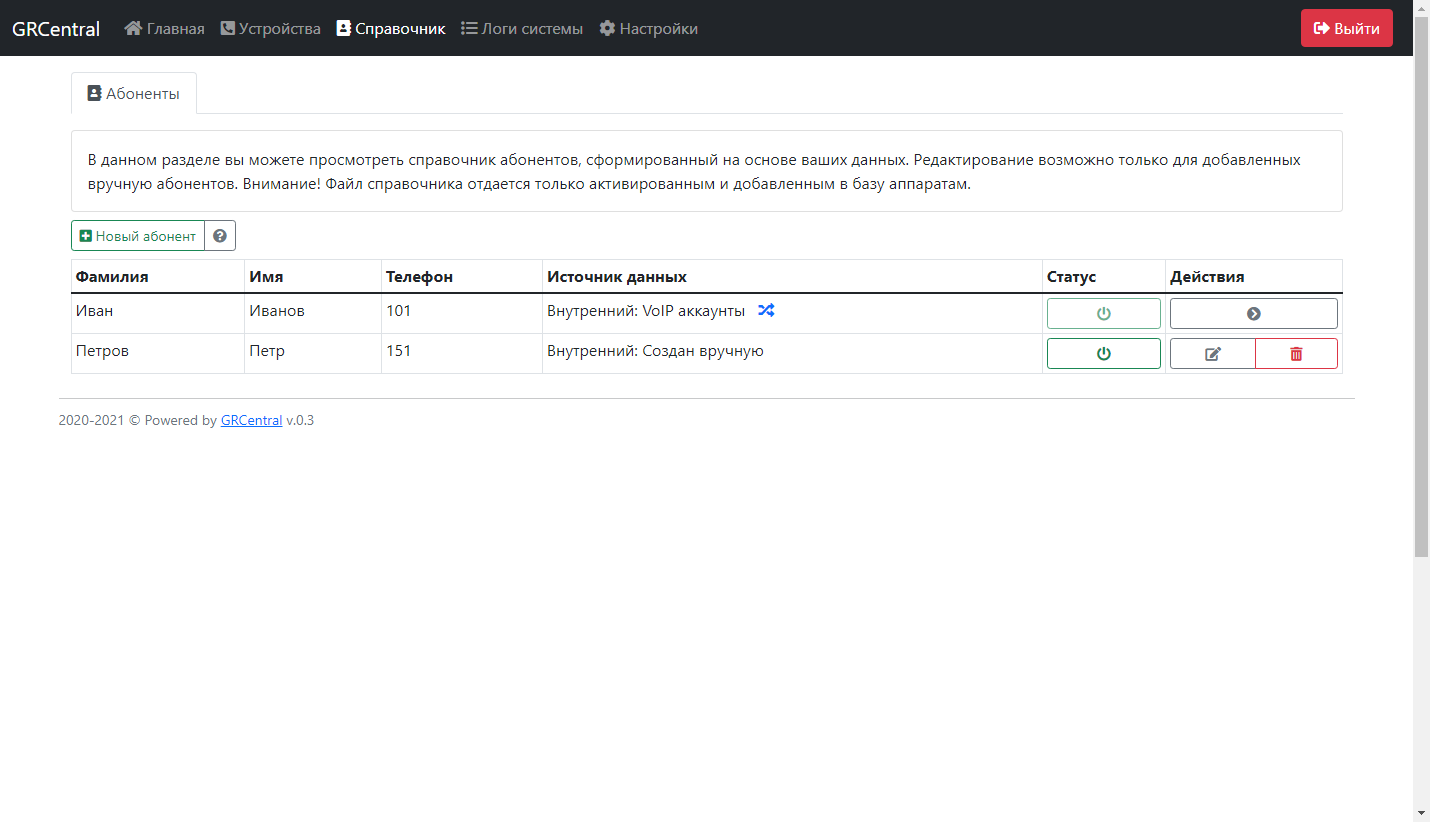 GRCentral Главная Устройства Справочник Логи системы Настройки Выйти
Абоненты
В данном разделе вы можете просмотреть справочник абонентов, сформированный на основе ваших данных. Редактирование возможно только для добавленных
вручную абонентов. Внимание! Файл справочника отдается только активированным и добавленным в базу аппаратам.
Новый абонент
Фамилия Имя Телефон Источник данных Статус Действия
Иван Иванов 101 Внутренний: VoIP аккаунты
Петров Петр 151 Внутренний: Создан вручную
2020-2021 © Powered by GRCentral v.0.3